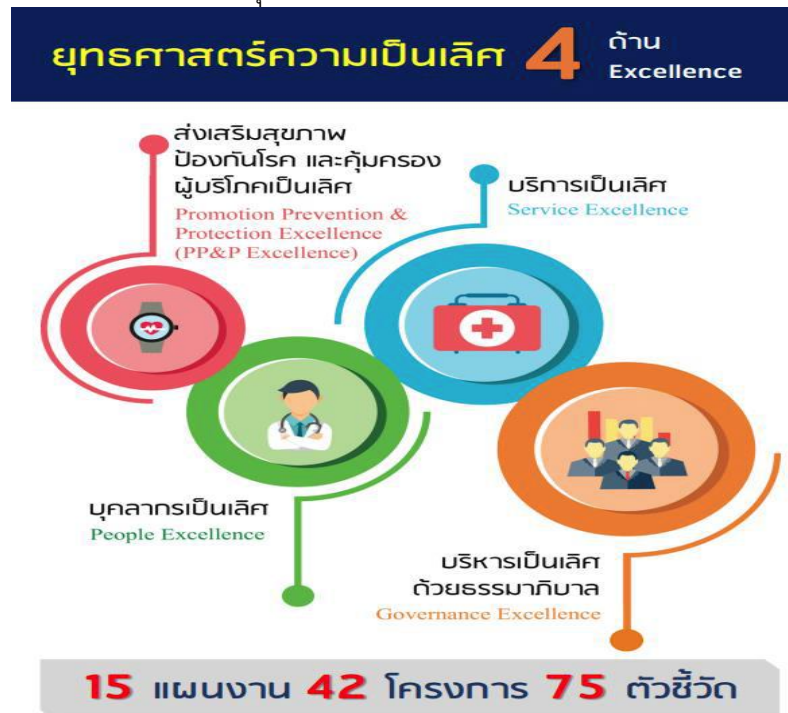 ยุทธศาสตร์ความเป็นเลิศ 4 ด้าน
Excellence
ส่งเสริมสุขภาพ
ป้องกันโรค และคุ้มครอง
ผู้บริโภคเป็นเลิศ
Promotion Prevention &
Protection Excellence
(PP&P Excellence)
บริการเป็นเลิศ
Service Excellence
บุคลากรเป็นเลิศ
People Excellence
บริหารเป็นเลิศ
ด้วยธรรมาภิบาล
Governance Excellence
15 แผนงาน 42 โครงการ 75 ตัวชี้วัด